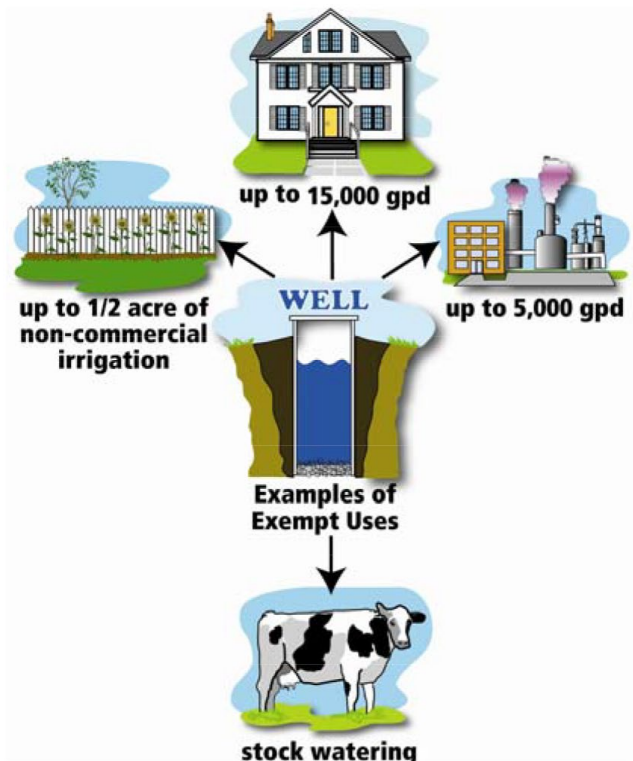 up to 15,000 gpd
up to 1/2 acre of
non-commercial
irrigation
WELL
up to 5,000 gpd
Examples of
Exempt Uses
stock watering